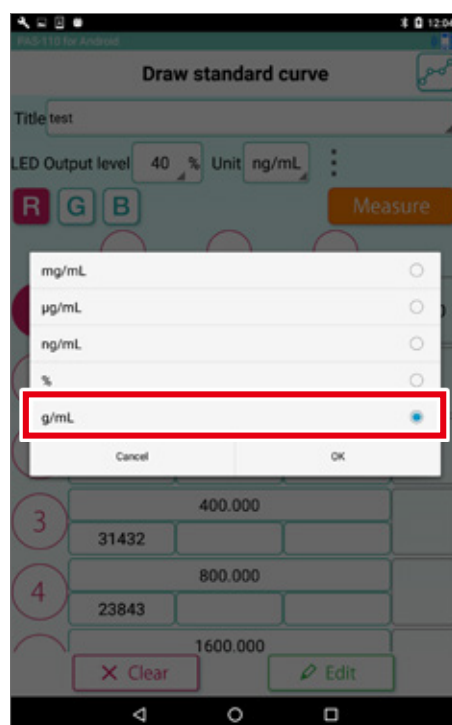 12:04
PAS-110 for Android
Draw standard curve
Title test
LED Output level 40 % Unit ng/mL
R G B Measure
mg/mL
µg/mL
ng/mL
%
g/mL
Cancel OK
400.000
3
31432
800.000
4
23843
1600.000
Clear Edit